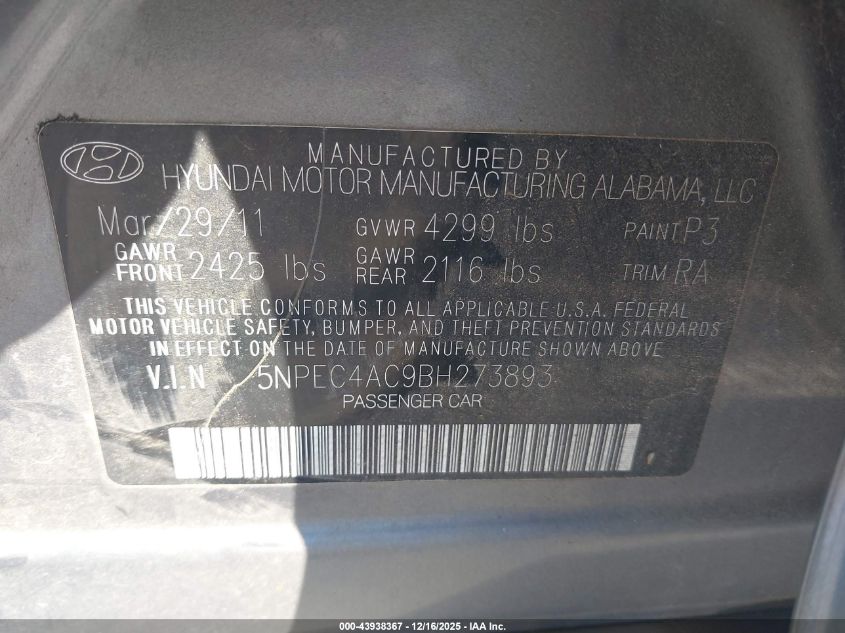 MANUFACTURED BY
HYUNDAI MOTOR MANUFACTURING ALABAMA, LLC
Mar/29/11 GVWR 4299 lbs PAINT P3
GAWR FRONT 2425 lbs GAWR REAR 2116 lbs TRIM RA
THIS VEHICLE CONFORMS TO ALL APPLICABLE U.S.A. FEDERAL
MOTOR VEHICLE SAFETY, BUMPER, AND THEFT PREVENTION STANDARDS
IN EFFECT ON THE DATE OF MANUFACTURE SHOWN ABOVE
V.I.N 5NPEC4AC9BH273893
PASSENGER CAR
000-43938367 - 12/16/2025 - IAA Inc.